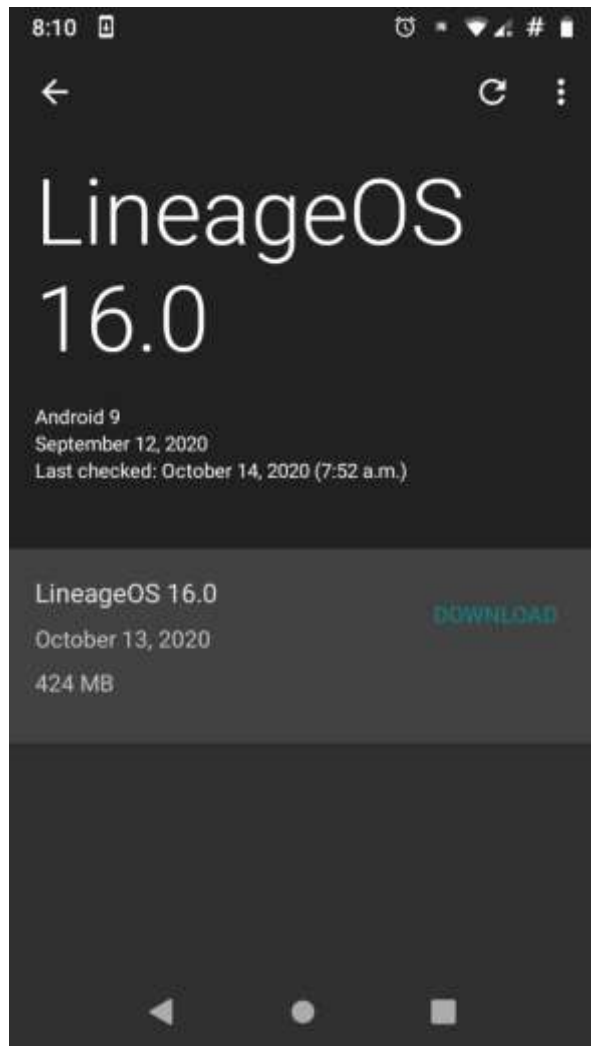 8:10 #
LineageOS
16.0
Android 9
September 12, 2020
Last checked: October 14, 2020 (7:52 a.m.)
LineageOS 16.0
DOWNLOAD
October 13, 2020
424 MB